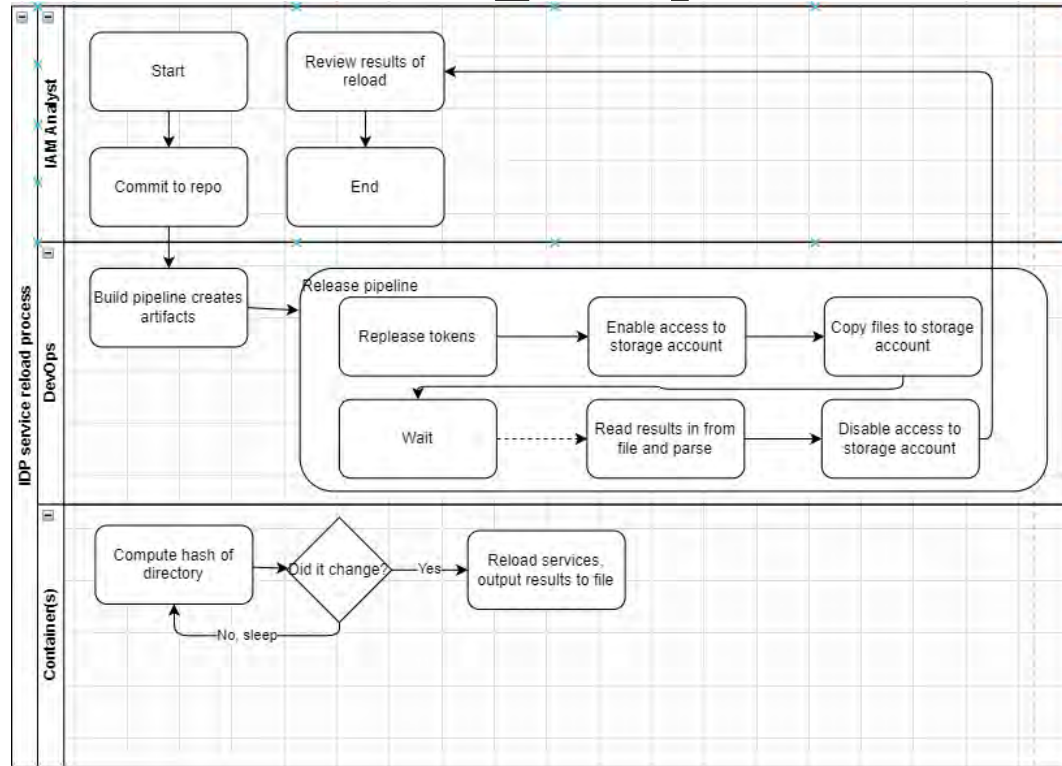 IDP service reload process
IAM Analyst
Start
Review results of
reload
Commit to repo
End
DevOps
Build pipeline creates
artifacts
Release pipeline
Replease tokens
Enable access to
storage account
Copy files to storage
account
Wait
Read results in from
file and parse
Disable access to
storage account
Container(s)
Compute hash of
directory
Did it change?
Yes
Reload services,
output results to file
No, sleep